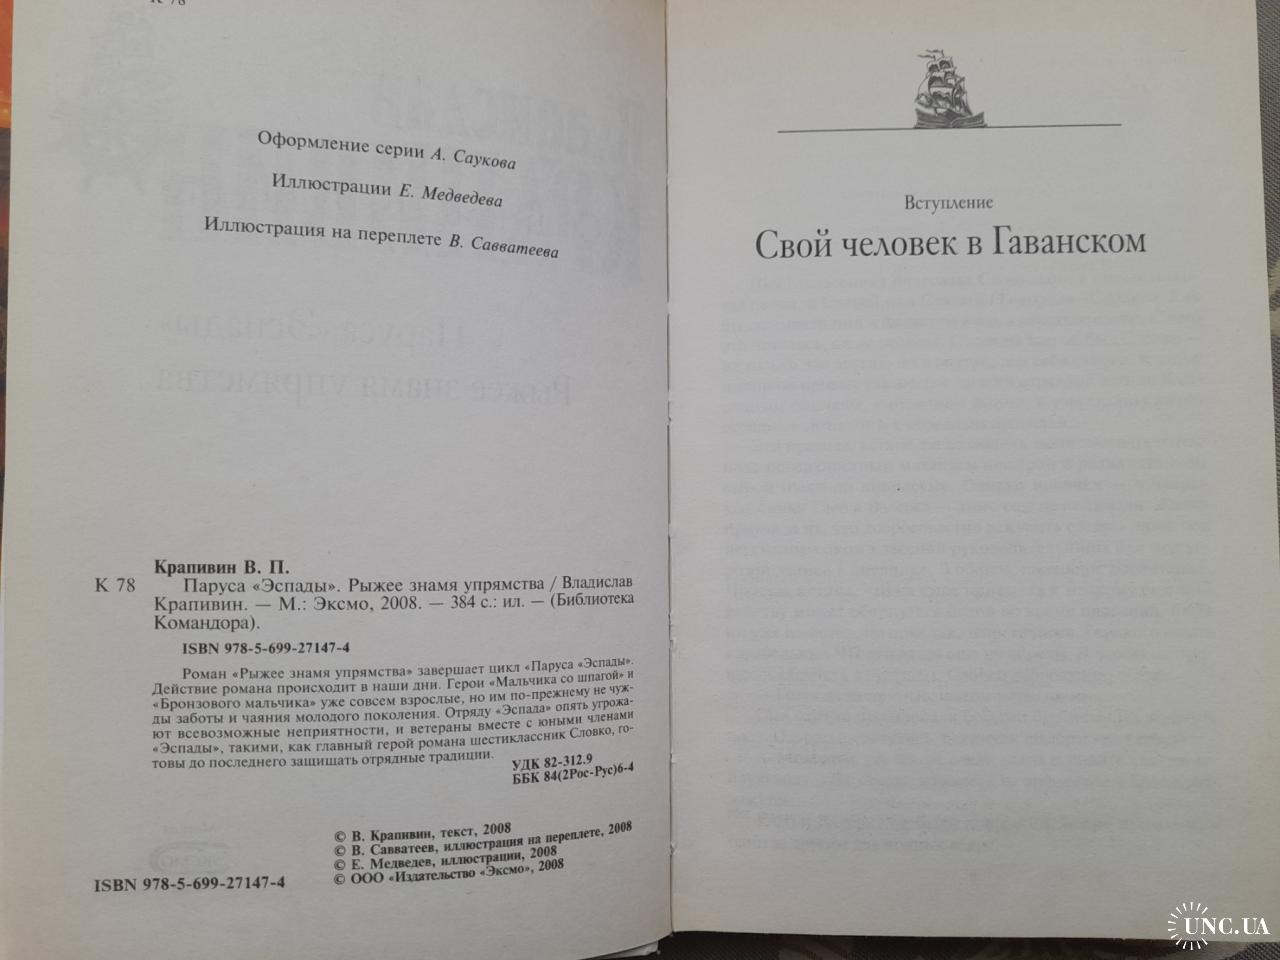 К 78
Оформление серии А. Саукова
Иллюстрации Е. Медведева
Иллюстрация на переплете В. Савватеева
Крапивин В. П.
К 78 Паруса «Эспады». Рыжее знамя упрямства / Владислав
Крапивин. — М.: Эксмо, 2008. — 384 с.: ил. — (Библиотека
Командора).
ISBN 978-5-699-27147-4
Роман «Рыжее знамя упрямства» завершает цикл «Паруса «Эспады».
Действие романа происходит в наши дни. Герои «Мальчика со шпагой» и
«Бронзового мальчика» уже совсем взрослые, но им по-прежнему не чуж-
ды заботы и чаяния молодого поколения. Отряду «Эспада» опять угрожа-
ют всевозможные неприятности, и ветераны вместе с юными членами
«Эспады», такими, как главный герой романа шестиклассник Словко, го-
товы до последнего защищать отрядные традиции.
УДК 82-312.9
ББК 84(2Рос-Рус)6-4
© В. Крапивин, текст, 2008
© В. Савватеев, иллюстрация на переплете, 2008
© Е. Медведев, иллюстрации, 2008
© ООО «Издательство «Эксмо», 2008
ISBN 978-5-699-27147-4
Вступление
Свой человек в Гаванском
UNC.UA